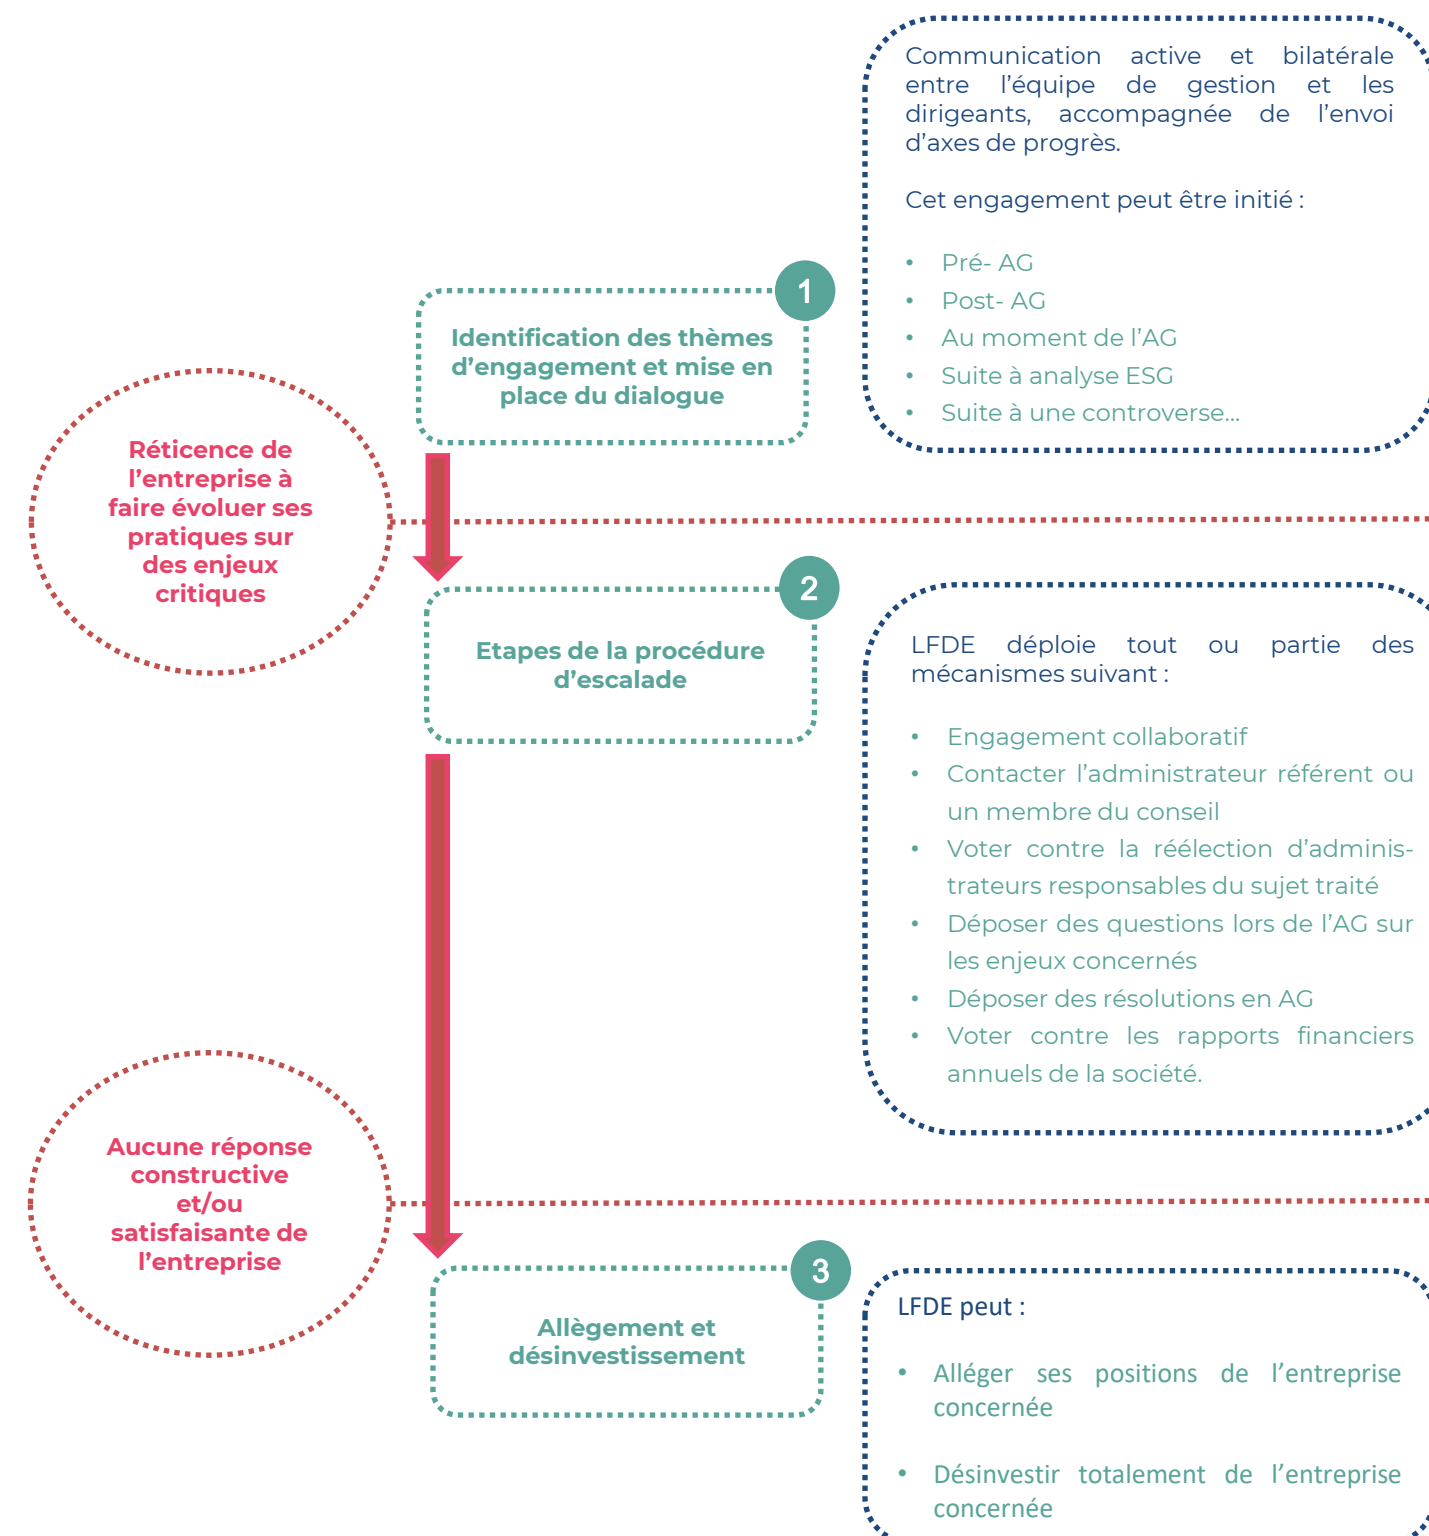 Communication active et bilatérale
entre l’équipe de gestion et les
dirigeants, accompagnée de l’envoi
d’axes de progrès.
Cet engagement peut être initié :
• Pré- AG
• Post- AG
• Au moment de l’AG
• Suite à analyse ESG
• Suite à une controverse…
1
Identification des thèmes
d’engagement et mise en
place du dialogue
Réticence de
l’entreprise à
faire évoluer ses
pratiques sur
des enjeux
critiques
2
Etapes de la procédure
d’escalade
LFDE déploie tout ou partie des
mécanismes suivant :
• Engagement collaboratif
• Contacter l’administrateur référent ou
un membre du conseil
• Voter contre la réélection d’adminis-
trateurs responsables du sujet traité
• Déposer des questions lors de l’AG sur
les enjeux concernés
• Déposer des résolutions en AG
• Voter contre les rapports financiers
annuels de la société.
Aucune réponse
constructive
et/ou
satisfaisante de
l’entreprise
3
Allègement et
désinvestissement
LFDE peut :
• Alléger ses positions de l’entreprise
concernée
• Désinvestir totalement de l’entreprise
concernée